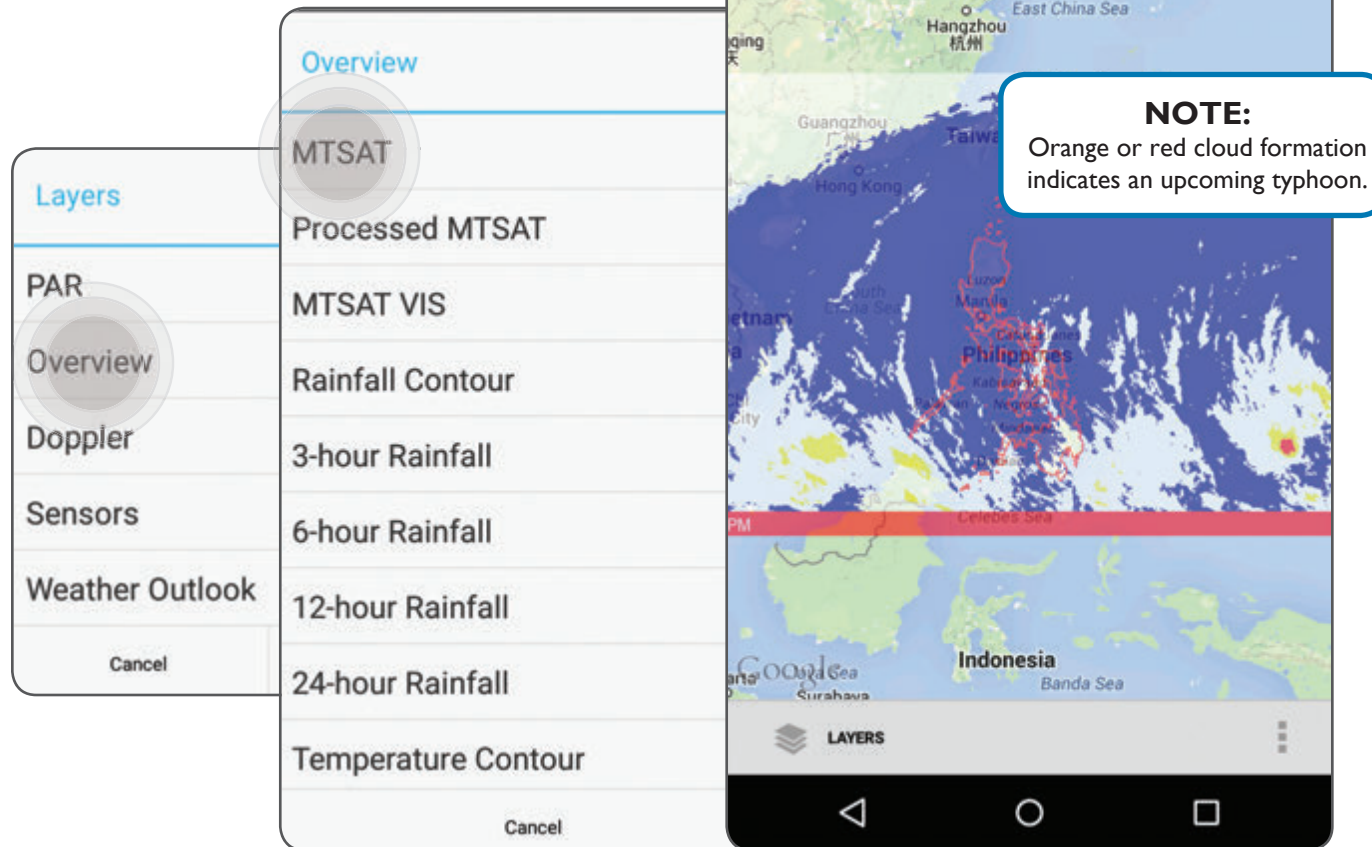 Layers
PAR
Overview
Doppler
Sensors
Weather Outlook
Cancel
Overview
MTSAT
Processed MTSAT
MTSAT VIS
Rainfall Contour
3-hour Rainfall
6-hour Rainfall
12-hour Rainfall
24-hour Rainfall
Temperature Contour
Cancel
East China Sea
Hangzhou
杭州
NOTE:
Orange or red cloud formation
indicates an upcoming typhoon.
Guangzhou
Hong Kong
Luzon
Manila
Philippines
Celebes Sea
PM
Google
Indonesia
Banda Sea
Surabaya
LAYERS